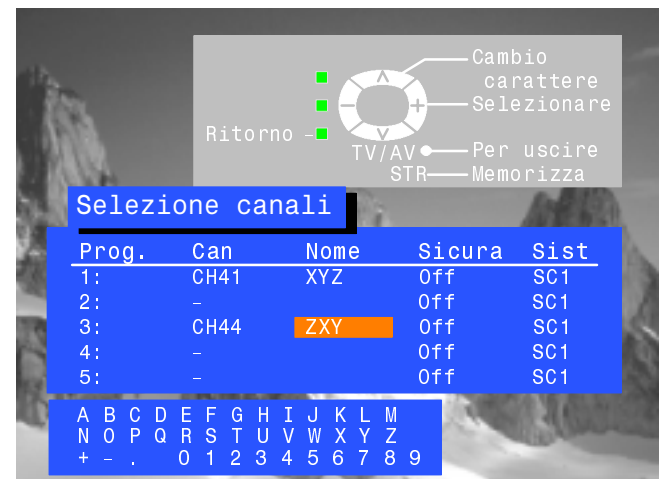 Cambio
carattere
Selezionare
Ritorno
TV/AV Per uscire
STR Memorizza
Selezione canali
Prog. Can Nome Sicura Sist
1: CH41 XYZ Off SC1
2: – Off SC1
3: CH44 ZXY Off SC1
4: – Off SC1
5: – Off SC1
A B C D E F G H I J K L M
N O P Q R S T U V W X Y Z
+ – . 0 1 2 3 4 5 6 7 8 9